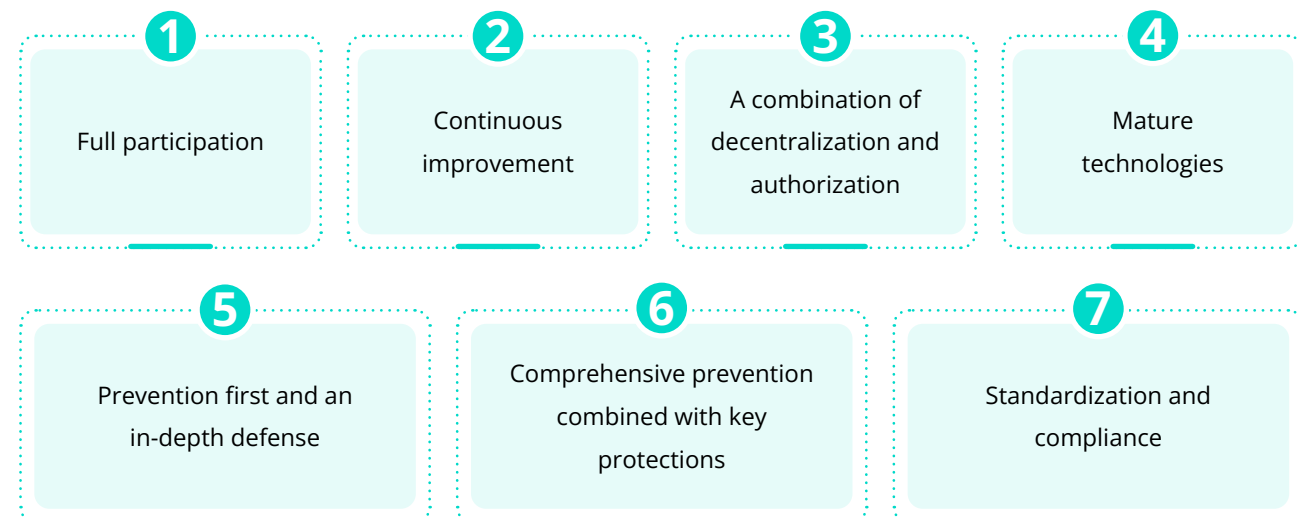 1
Full participation
2
Continuous
improvement
3
A combination of
decentralization and
authorization
4
Mature
technologies
5
Prevention first and an
in-depth defense
6
Comprehensive prevention
combined with key
protections
7
Standardization and
compliance